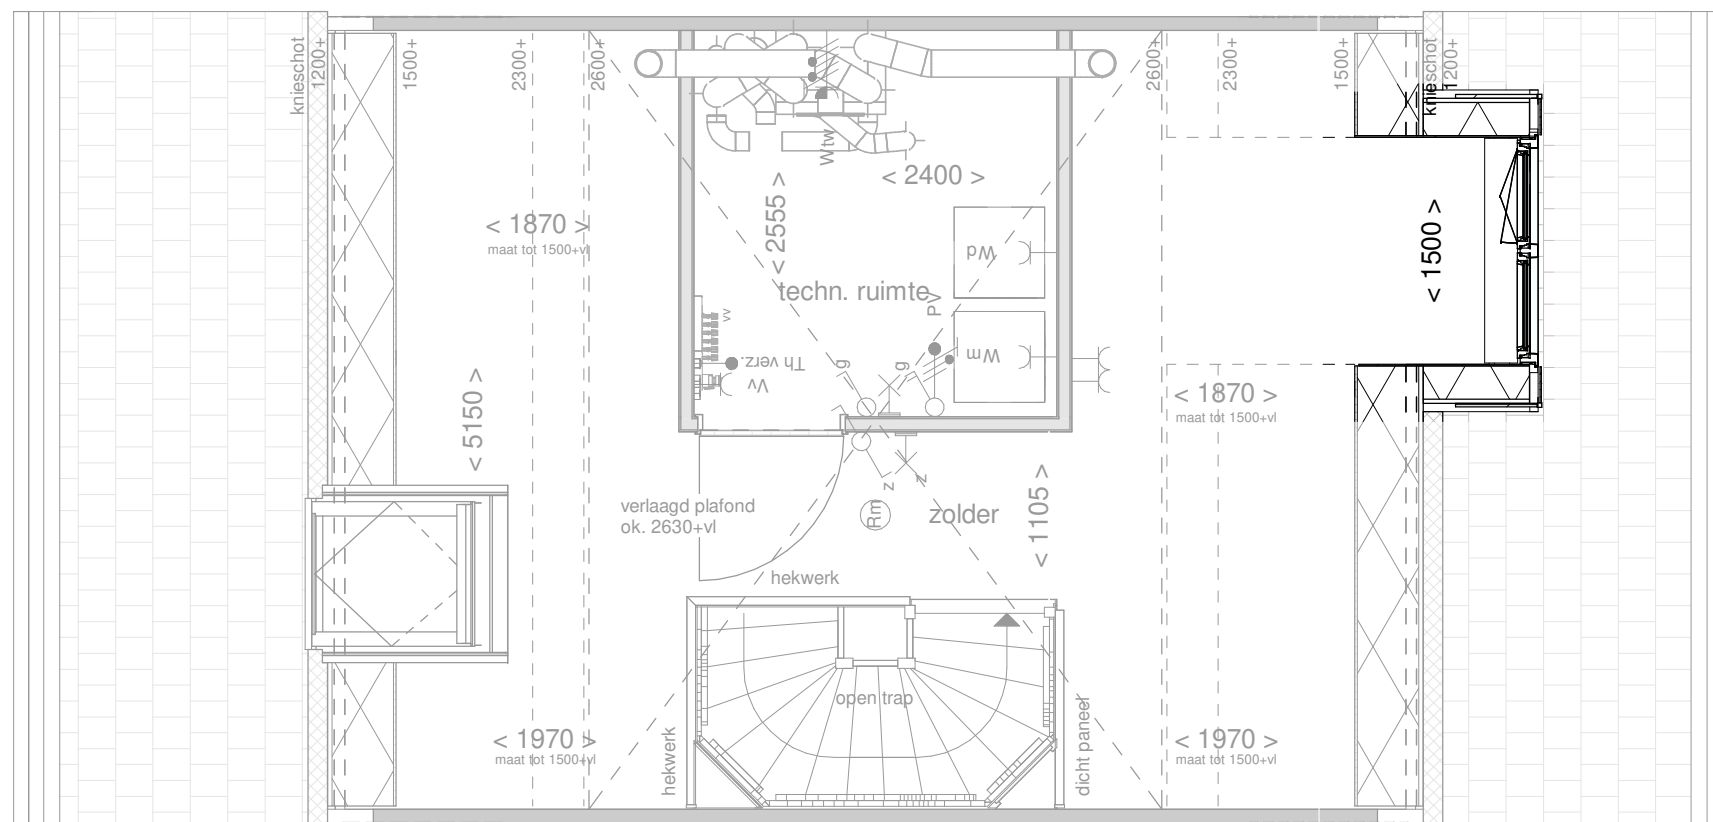 knieschot
1200+
1500+
2300+
2600+
2600+
2300+
1500+
knieschot
1200+
Wtw
< 2400 >
< 2555 >
< 1870 >
maat tot 1500+vl
Wd
< 1500 >
techn. ruimte
PV
vv
Th verz.
Vv
g
g
Wm
< 5150 >
< 1870 >
maat tot 1500+vl
z
z
verlaagd plafond
ok. 2630+vl
Rm
zolder
< 1105 >
hekwerk
open trap
< 1970 >
maat tot 1500+vl
hekwerk
dicht paneel
< 1970 >
maat tot 1500+vl